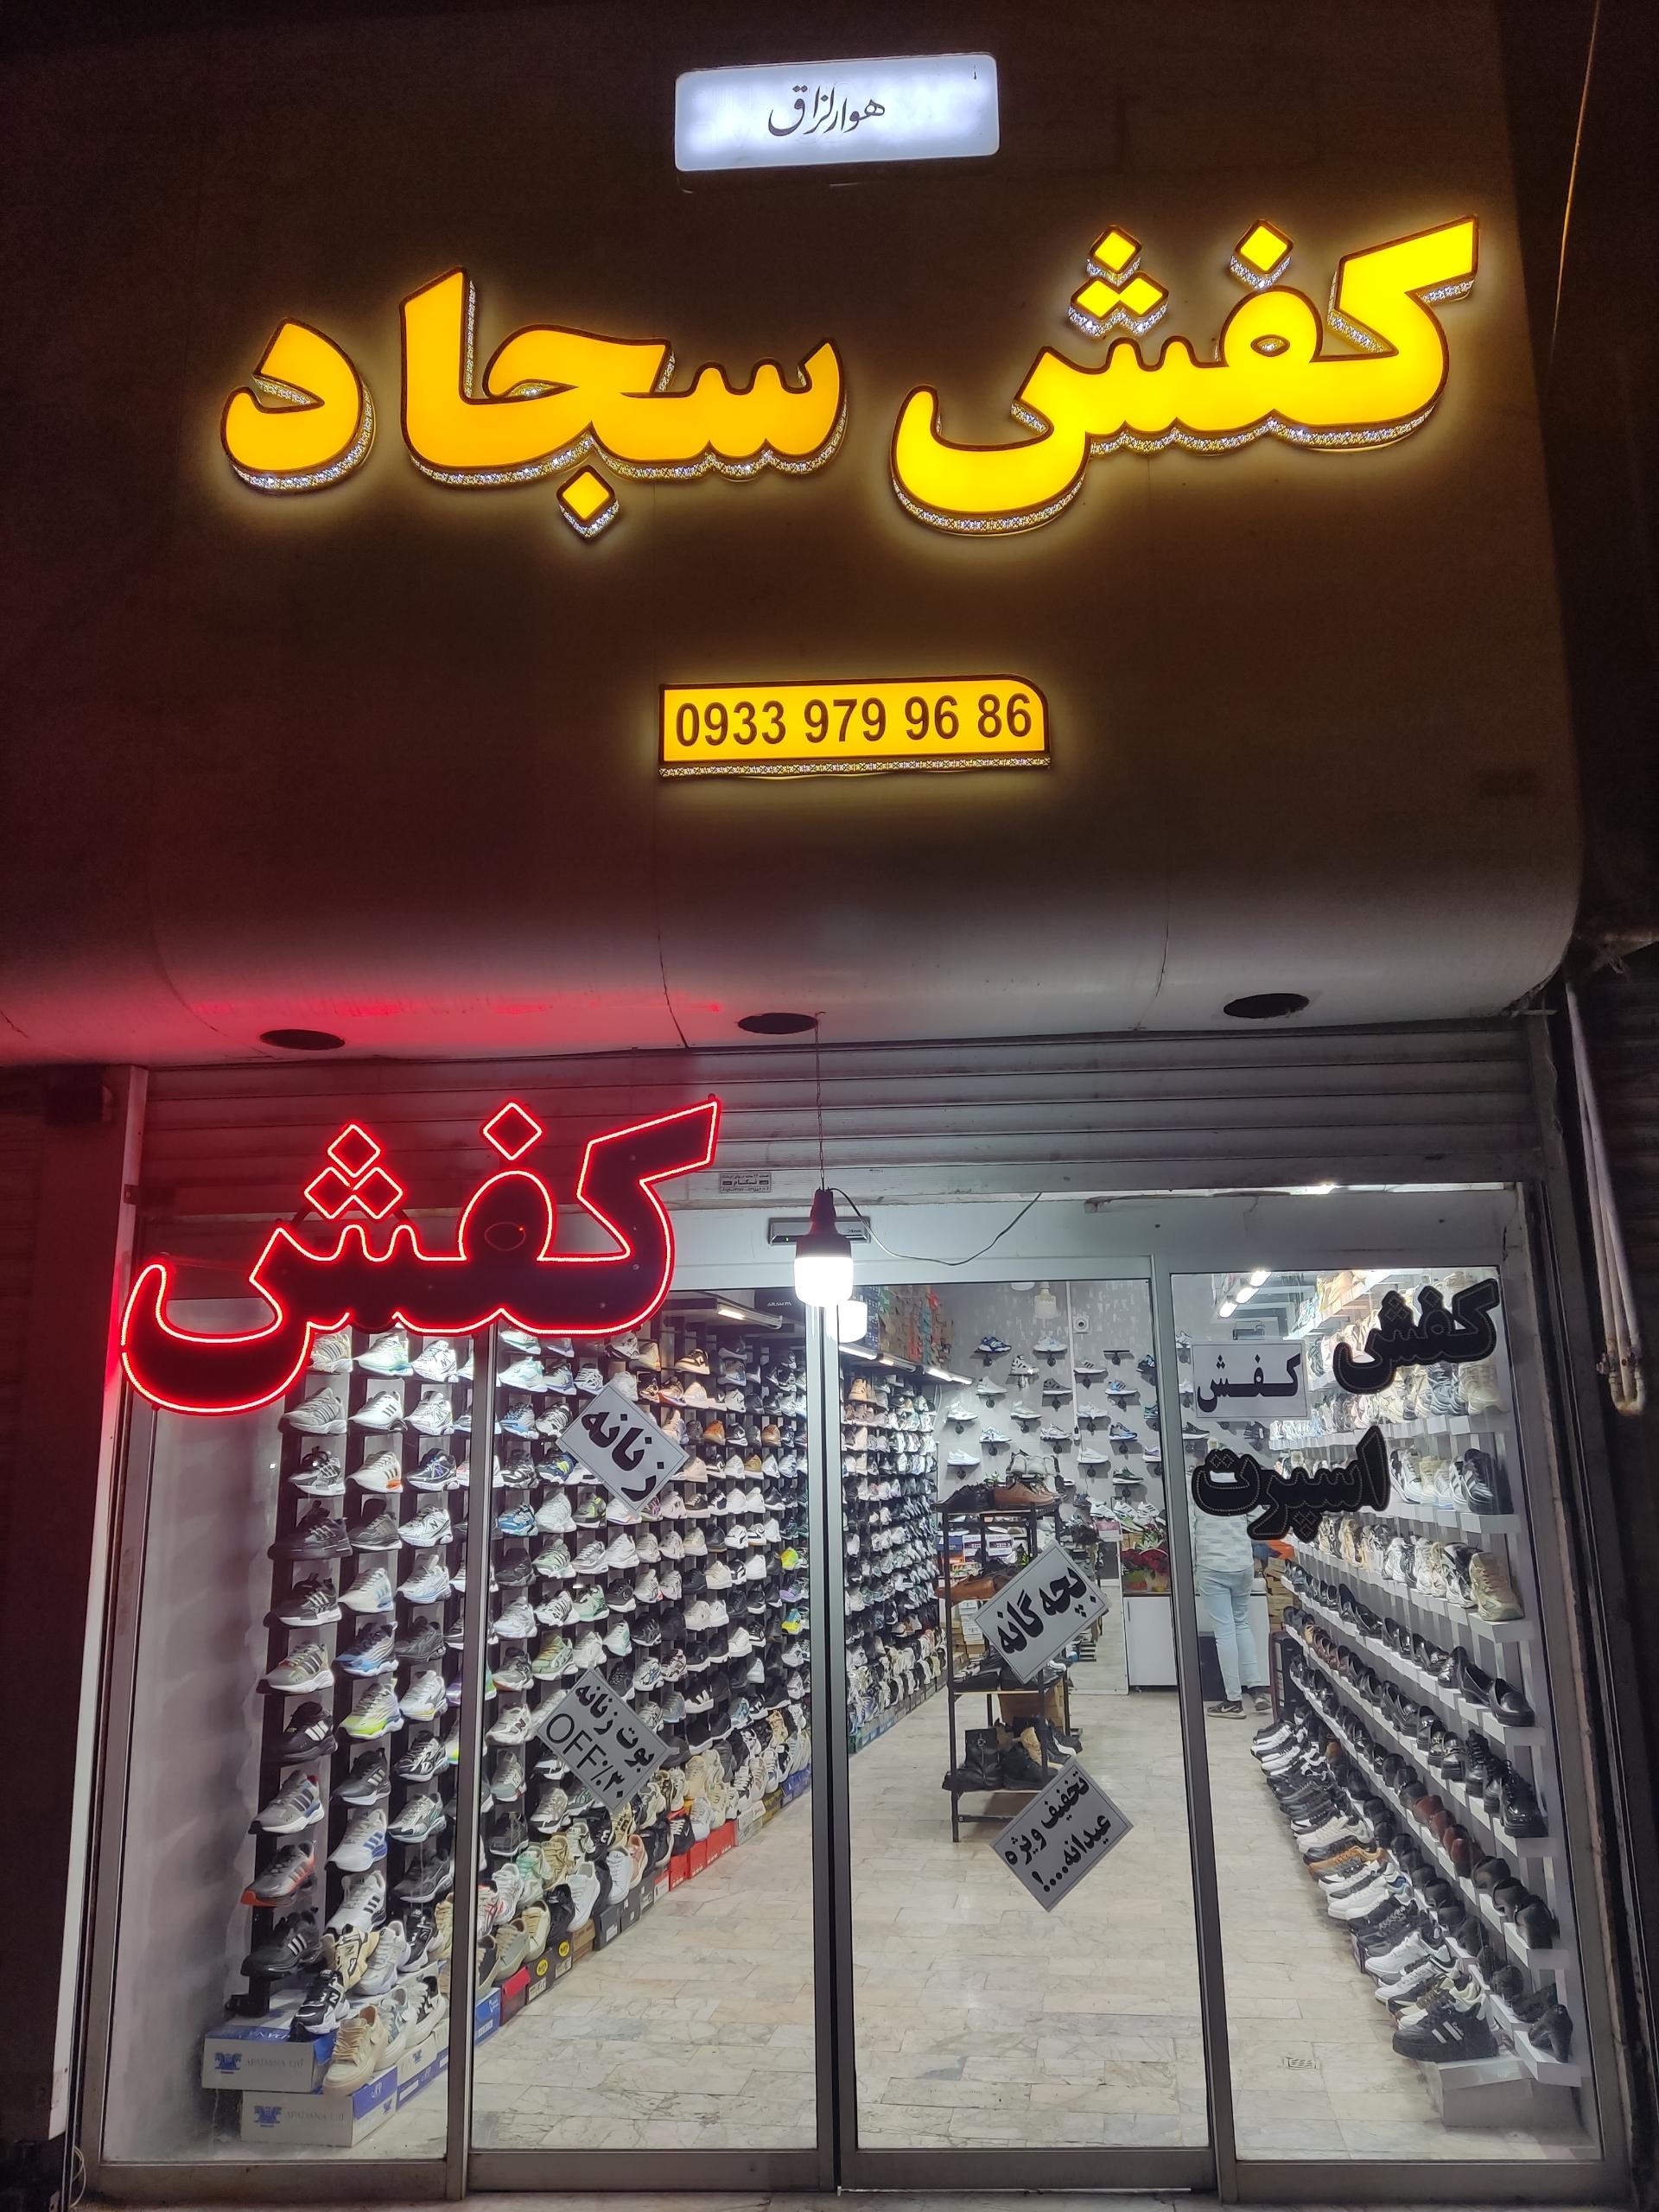 هوالرزاق
کفش سجاد
0933 979 96 86
کفش
زنانه
بوت زنانه
OFF٪۳۰
بچه گانه
تخفیف ویژه
عیدانه....!
کفش
کفش
اسپرت